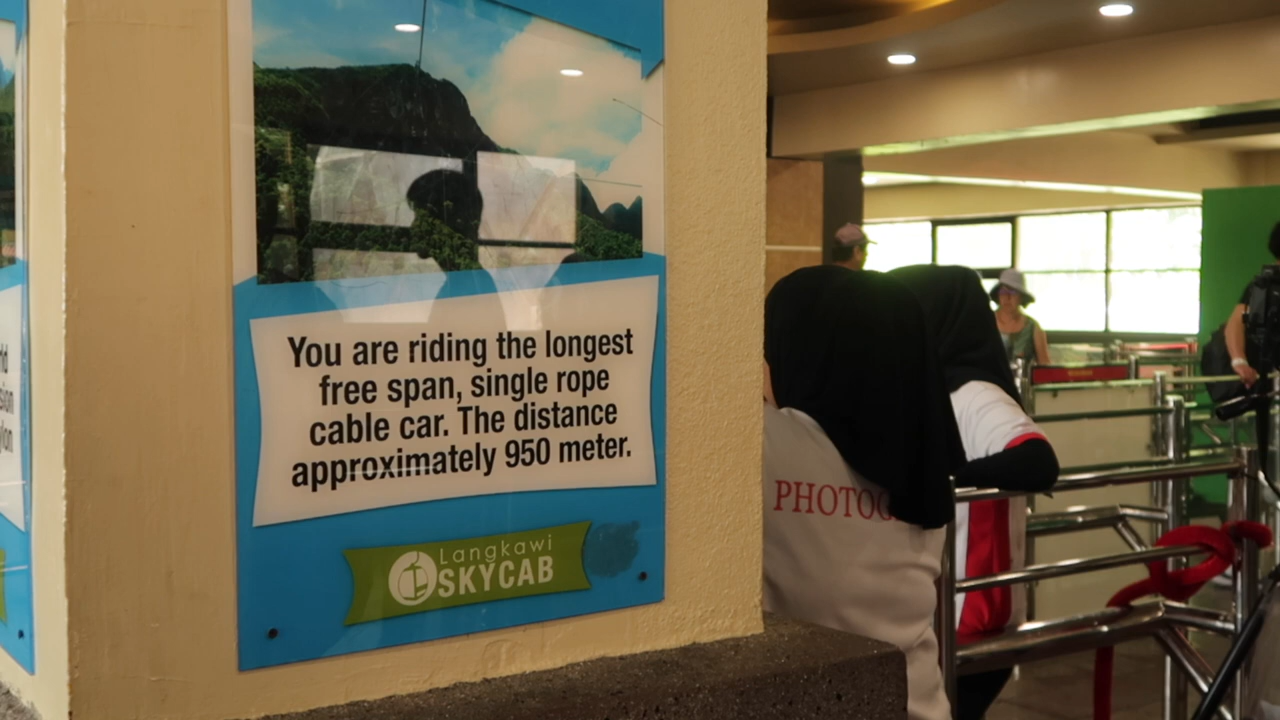 You are riding the longest
free span, single rope
cable car. The distance
approximately 950 meter.
Langkawi
SKYCAB
PHOTOG